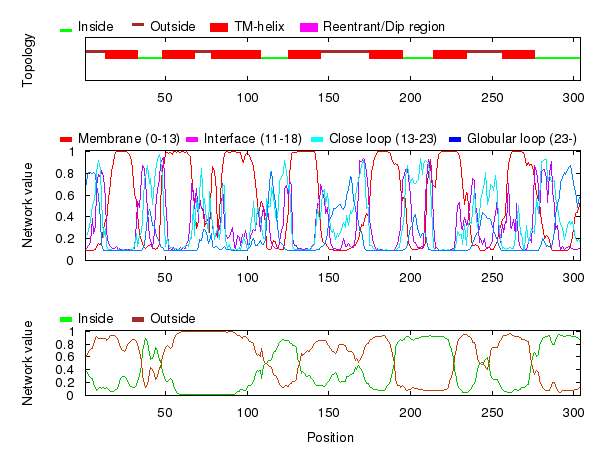 Inside Outside TM-helix Reentrant/Dip region
Topology
50 100 150 200 250 300
Membrane (0-13) Interface (11-18) Close loop (13-23) Globular loop (23-)
Network value
1
0.8
0.6
0.4
0.2
0
50 100 150 200 250 300
Inside Outside
Network value
1
0.8
0.6
0.4
0.2
0
50 100 150 200 250 300
Position